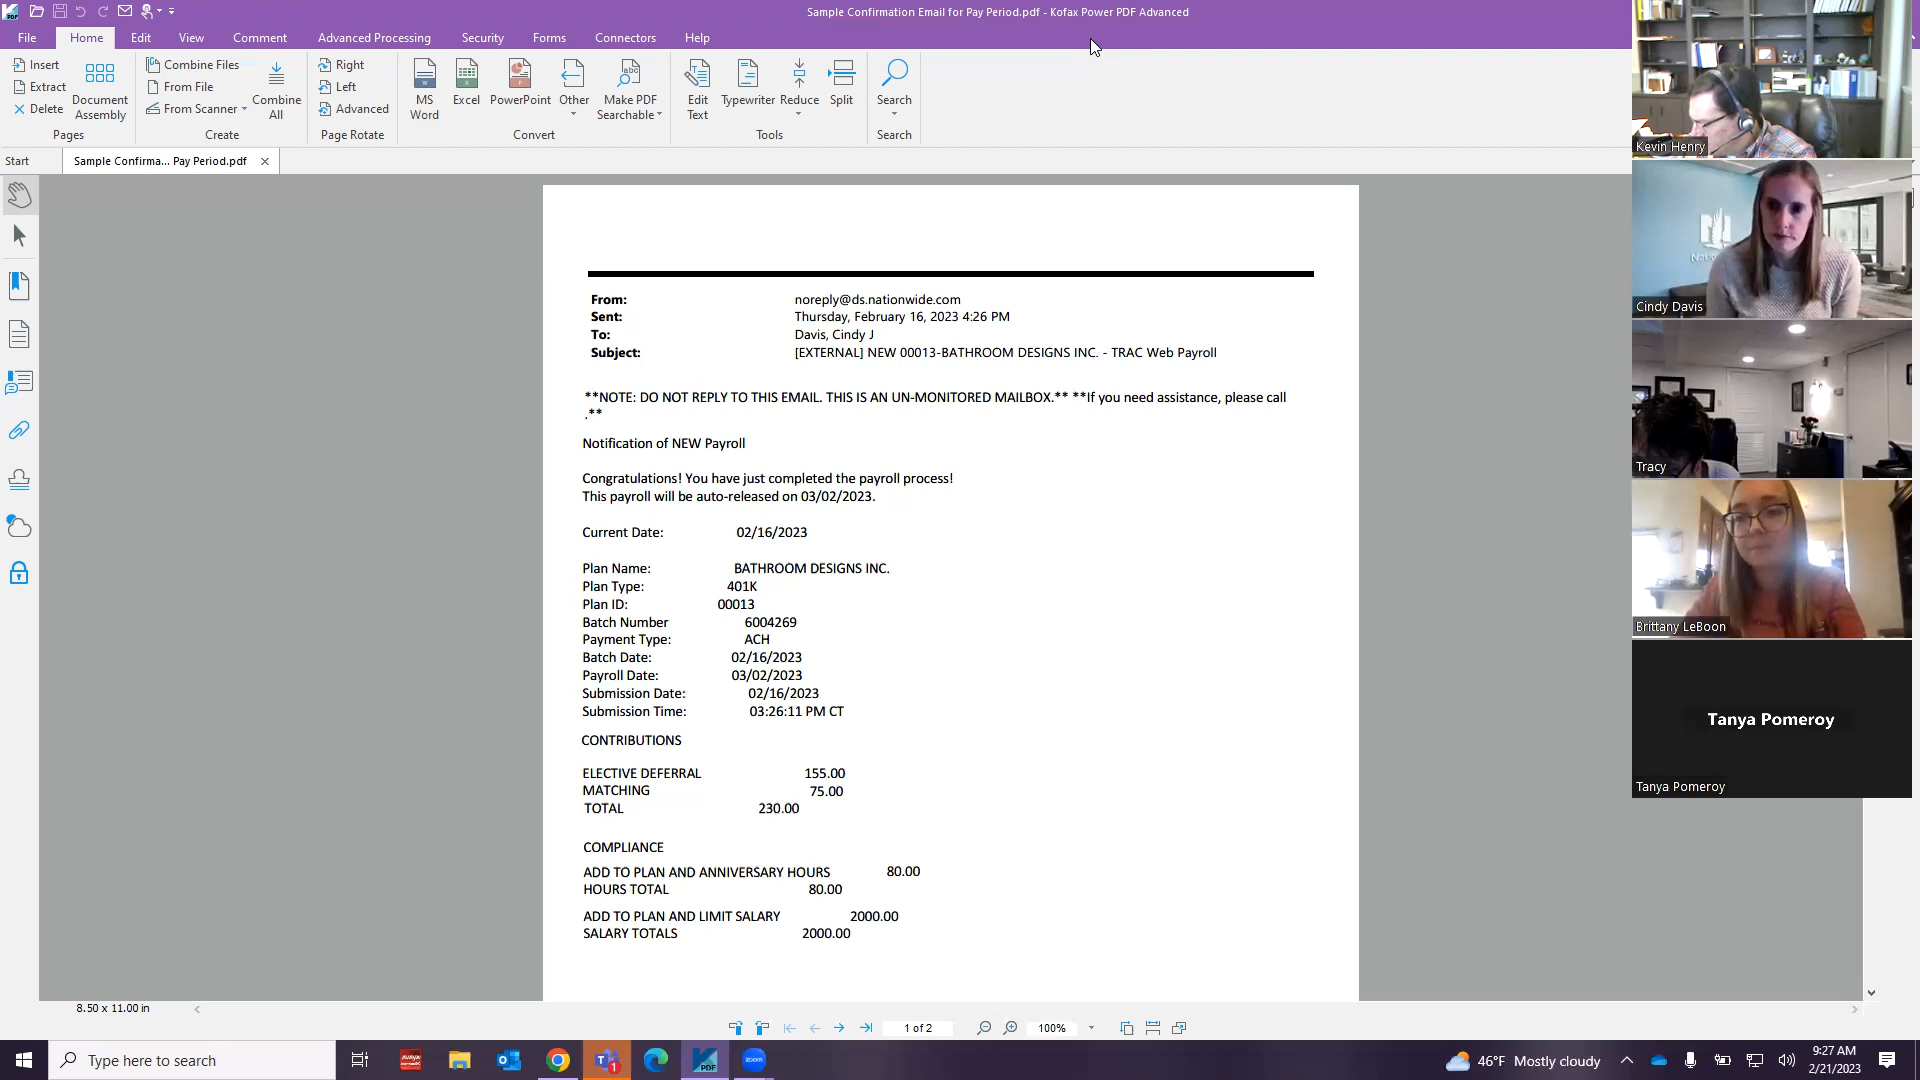 Sample Confirmation Email for Pay Period.pdf - Kofax Power PDF Advanced
File Home Edit View Comment Advanced Processing Security Forms Connectors Help
Insert
Extract
Delete
Document Assembly
Pages
Combine Files
From File
From Scanner
Combine All
Create
Right
Left
Advanced
Page Rotate
MS Word
Excel
PowerPoint
Other
Make PDF Searchable
Convert
Edit Text
Typewriter
Reduce
Split
Tools
Search
Search
Start
Sample Confirma... Pay Period.pdf
From: noreply@ds.nationwide.com
Sent: Thursday, February 16, 2023 4:26 PM
To: Davis, Cindy J
Subject: [EXTERNAL] NEW 00013-BATHROOM DESIGNS INC. - TRAC Web Payroll
**NOTE: DO NOT REPLY TO THIS EMAIL. THIS IS AN UN-MONITORED MAILBOX.** **If you need assistance, please call
.**
Notification of NEW Payroll
Congratulations! You have just completed the payroll process!
This payroll will be auto-released on 03/02/2023.
Current Date: 02/16/2023
Plan Name: BATHROOM DESIGNS INC.
Plan Type: 401K
Plan ID: 00013
Batch Number 6004269
Payment Type: ACH
Batch Date: 02/16/2023
Payroll Date: 03/02/2023
Submission Date: 02/16/2023
Submission Time: 03:26:11 PM CT
CONTRIBUTIONS
ELECTIVE DEFERRAL 155.00
MATCHING 75.00
TOTAL 230.00
COMPLIANCE
ADD TO PLAN AND ANNIVERSARY HOURS 80.00
HOURS TOTAL 80.00
ADD TO PLAN AND LIMIT SALARY 2000.00
SALARY TOTALS 2000.00
Kevin Henry
Cindy Davis
Tracy
Brittany LeBoon
Tanya Pomeroy
Tanya Pomeroy
8.50 x 11.00 in
1 of 2
100%
Type here to search
PDF
zoom
46°F Mostly cloudy
9:27 AM
2/21/2023